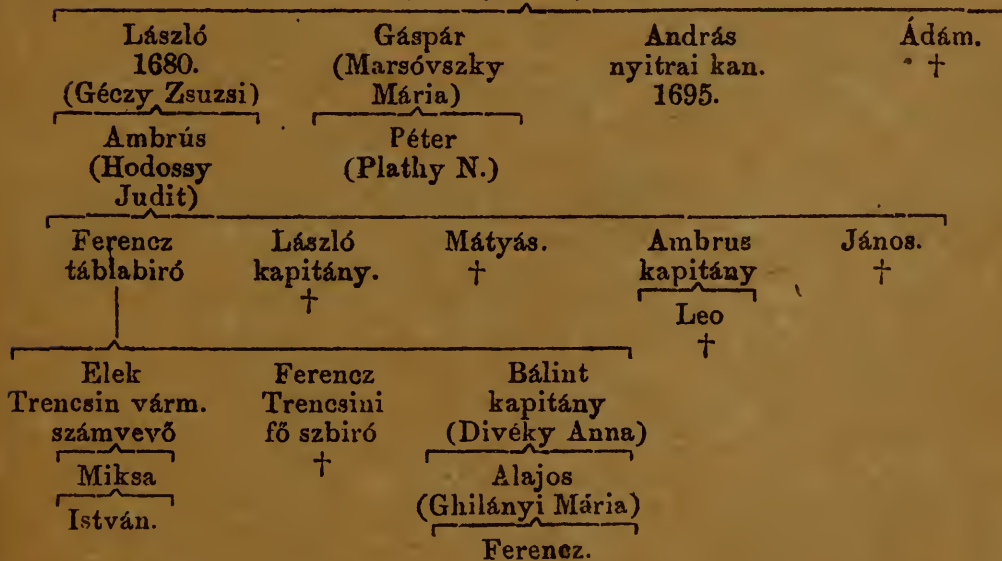 László Gáspár András Ádám.
1680. (Marsóvszky nyitrai kan. †
(Géczy Zsuzsi) Mária) 1695.
Ambrús Péter
(Hodossy (Plathy N.)
Judit)
Ferencz László Mátyás. Ambrus János.
táblabiró kapitány. † kapitány †
†
Leo
†
Elek Ferencz Bálint
Trencsin várm. Trencsini kapitány
számvevő fő szbiró (Divéky Anna)
†
Miksa Alajos
(Ghilányi Mária)
István.
Ferencz.